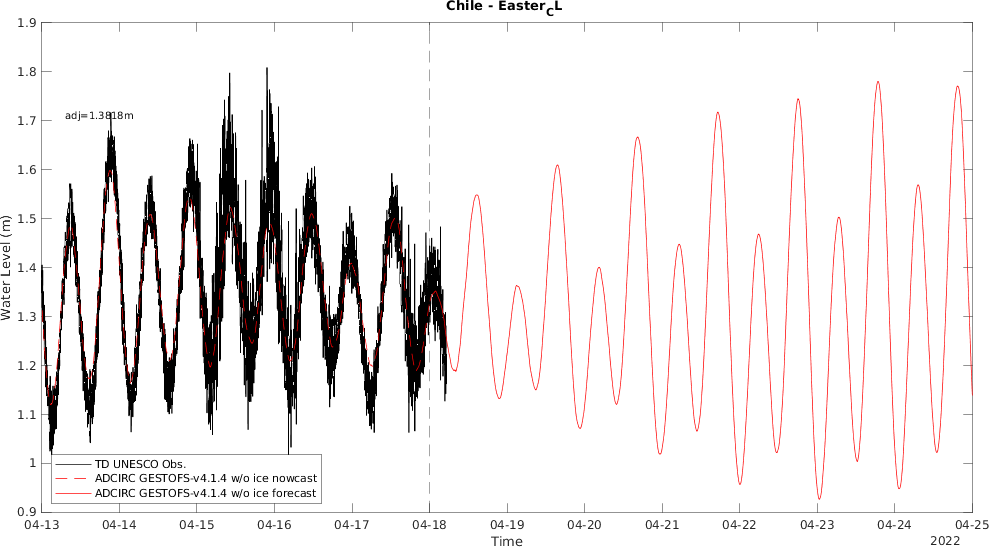 Chile - Easter_CL
1.9
1.8
1.7
1.6
1.5
1.4
1.3
1.2
1.1
1
0.9
Water Level (m)
adj=1.3818m
TD UNESCO Obs.
ADCIRC GESTOFS-v4.1.4 w/o ice nowcast
ADCIRC GESTOFS-v4.1.4 w/o ice forecast
04-13 04-14 04-15 04-16 04-17 04-18 04-19 04-20 04-21 04-22 04-23 04-24 04-25
Time
2022